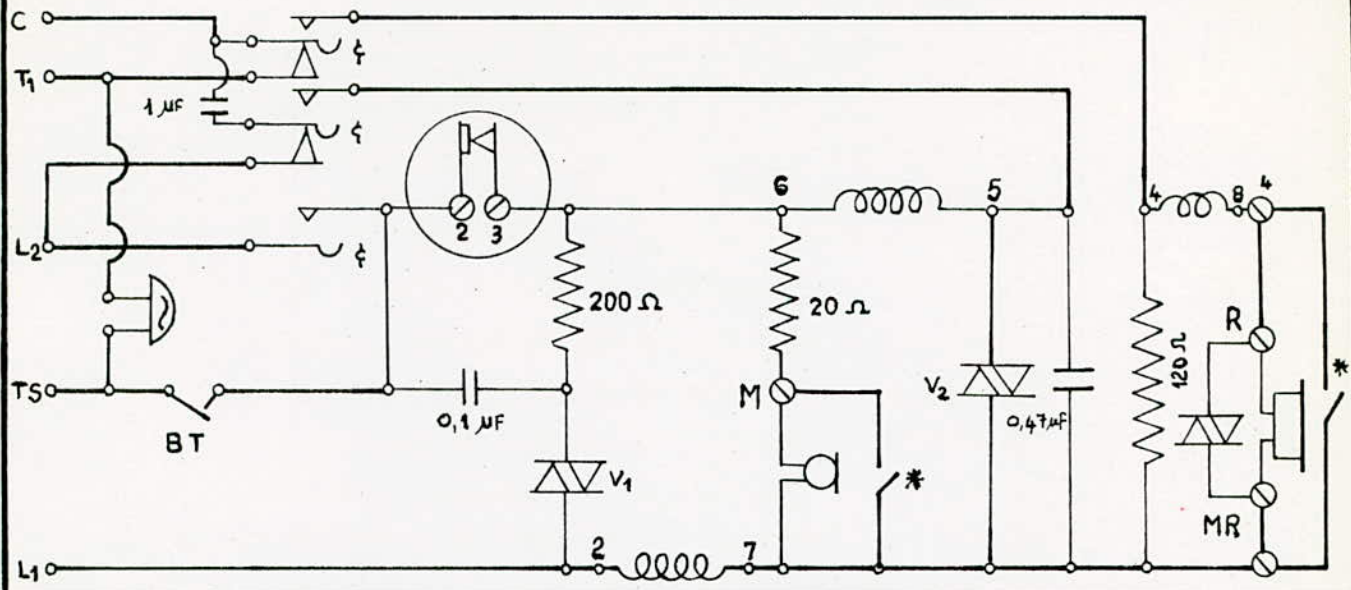 C
T1
1 µF
L2
2 3
6
5
4 8 4
200 Ω
20 Ω
120 Ω
R
TS
BT
0,1 µF
M
*
V2
0,47 µF
*
V1
MR
L1
2
7